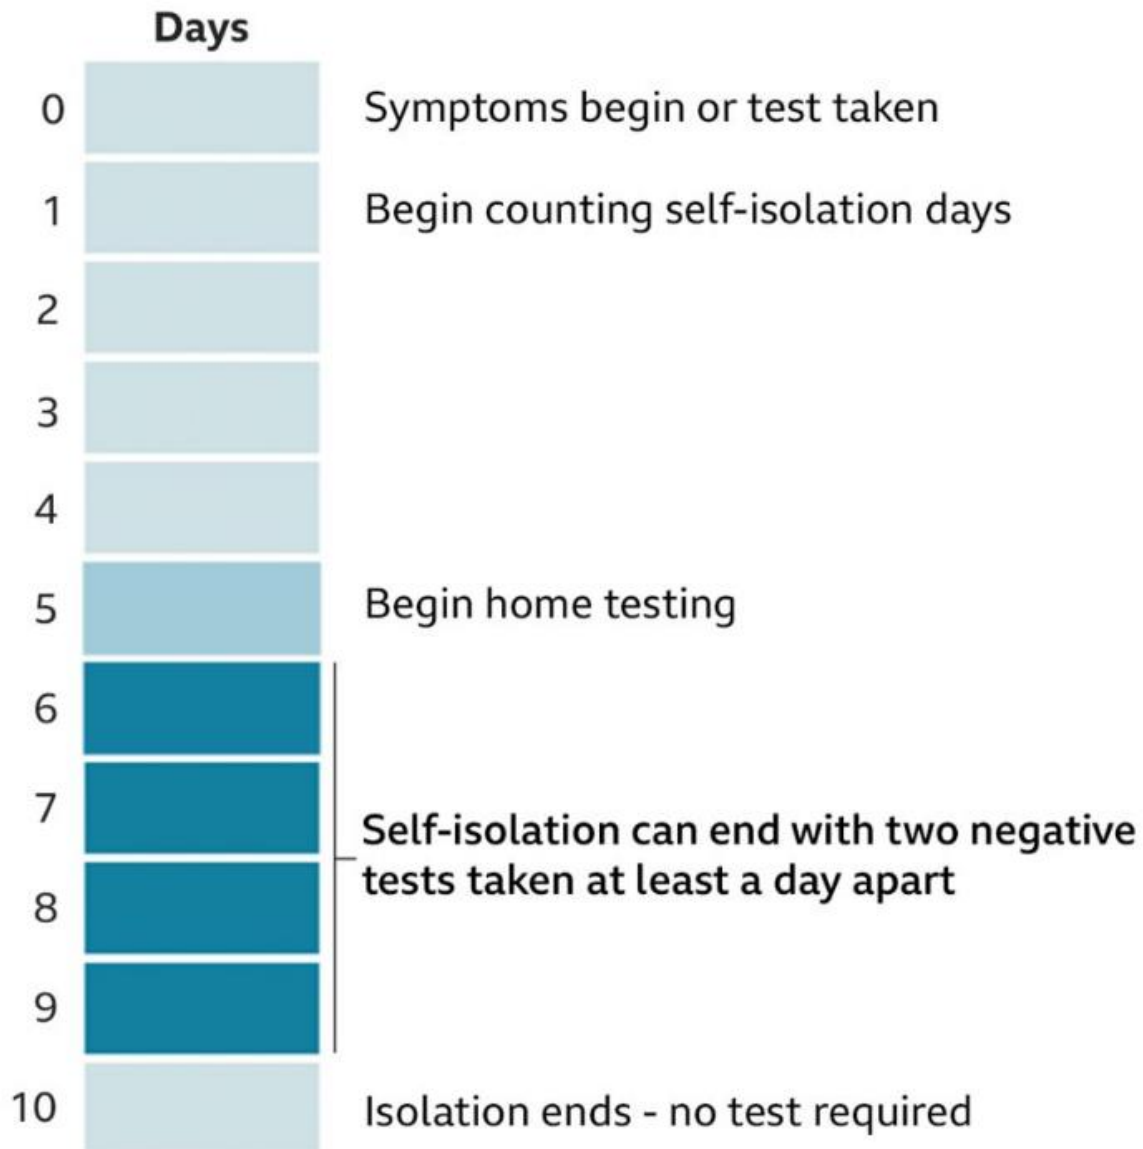 Days
0 Symptoms begin or test taken
1 Begin counting self-isolation days
2
3
4
5 Begin home testing
6
7
Self-isolation can end with two negative
tests taken at least a day apart
8
9
10 Isolation ends - no test required